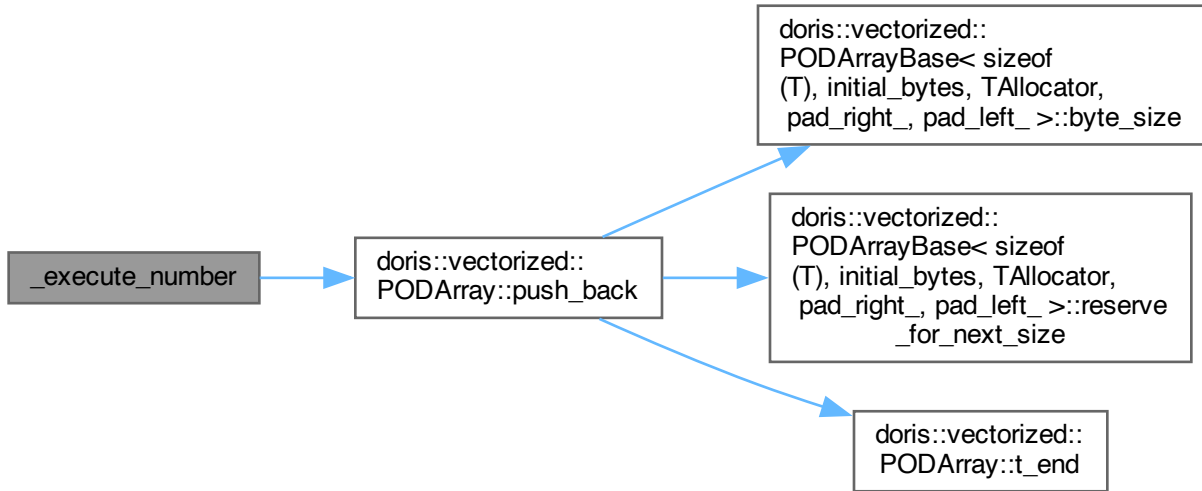 _execute_number
doris::vectorized::
PODArray::push_back
doris::vectorized::
PODArrayBase< sizeof
(T), initial_bytes, TAllocator,
pad_right_, pad_left_ >::byte_size
doris::vectorized::
PODArrayBase< sizeof
(T), initial_bytes, TAllocator,
pad_right_, pad_left_ >::reserve
_for_next_size
doris::vectorized::
PODArray::t_end